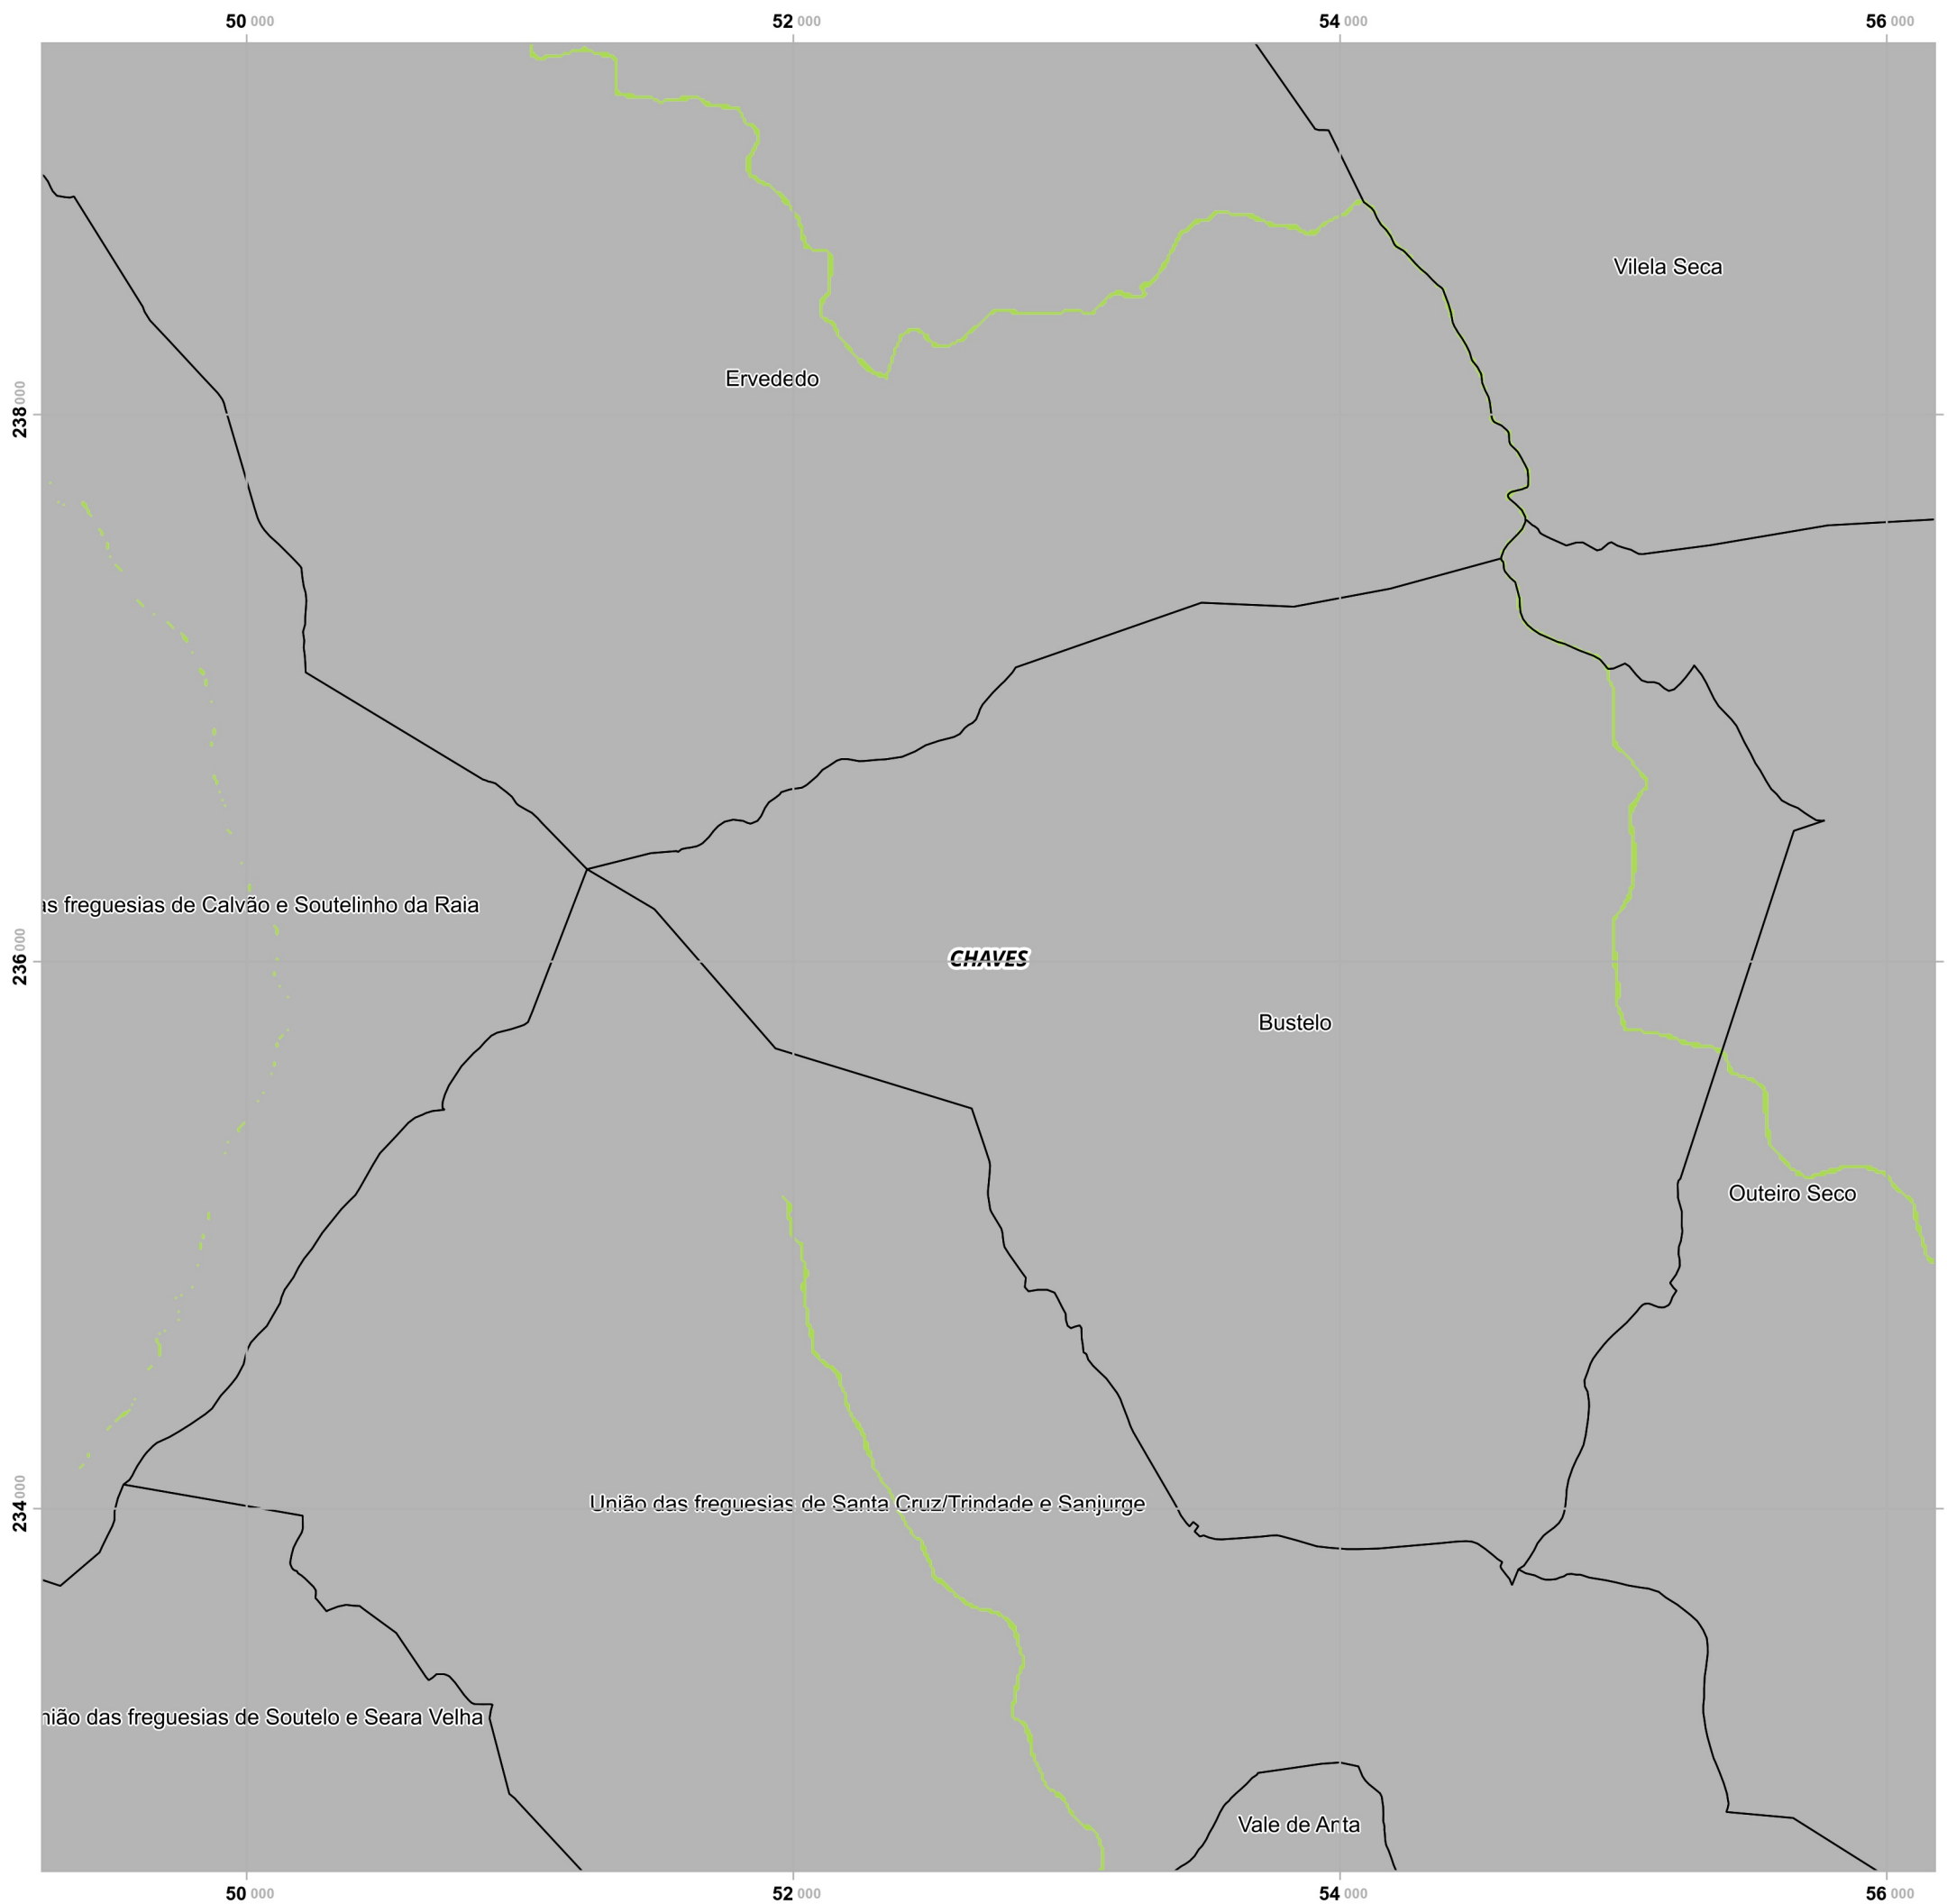 50 000 52 000 54 000 56 000
Vilela Seca
Ervededo
238 000
as freguesias de Calvão e Soutelinho da Raia
236 000
CHAVES
Bustelo
Outeiro Seco
234 000
União das freguesias de Santa Cruz/Trindade e Sanjurge
nião das freguesias de Soutelo e Seara Velha
Vale de Anta
50 000 52 000 54 000 56 000